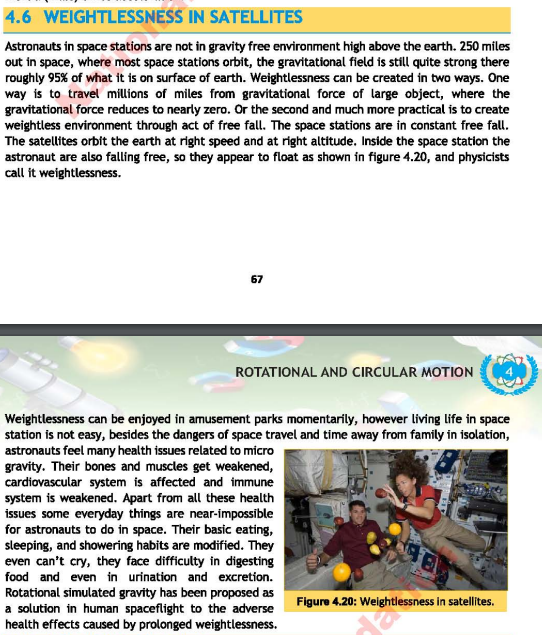 4.6 WEIGHTLESSNESS IN SATELLITES
Astronauts in space stations are not in gravity free environment high above the earth. 250 miles
out in space, where most space stations orbit, the gravitational field is still quite strong there
roughly 95% of what it is on surface of earth. Weightlessness can be created in two ways. One
way is to travel millions of miles from gravitational force of large object, where the
gravitational force reduces to nearly zero. Or the second and much more practical is to create
weightless environment through act of free fall. The space stations are in constant free fall.
The satellites orbit the earth at right speed and at right altitude. Inside the space station the
astronaut are also falling free, so they appear to float as shown in figure 4.20, and physicists
call it weightlessness.
67
ROTATIONAL AND CIRCULAR MOTION 4
Weightlessness can be enjoyed in amusement parks momentarily, however living life in space
station is not easy, besides the dangers of space travel and time away from family in isolation,
astronauts feel many health issues related to micro
gravity. Their bones and muscles get weakened,
cardiovascular system is affected and immune
system is weakened. Apart from all these health
issues some everyday things are near-impossible
for astronauts to do in space. Their basic eating,
sleeping, and showering habits are modified. They
even can't cry, they face difficulty in digesting
food and even in urination and excretion.
Rotational simulated gravity has been proposed as
a solution in human spaceflight to the adverse
health effects caused by prolonged weightlessness.
Figure 4.20: Weightlessness in satellites.